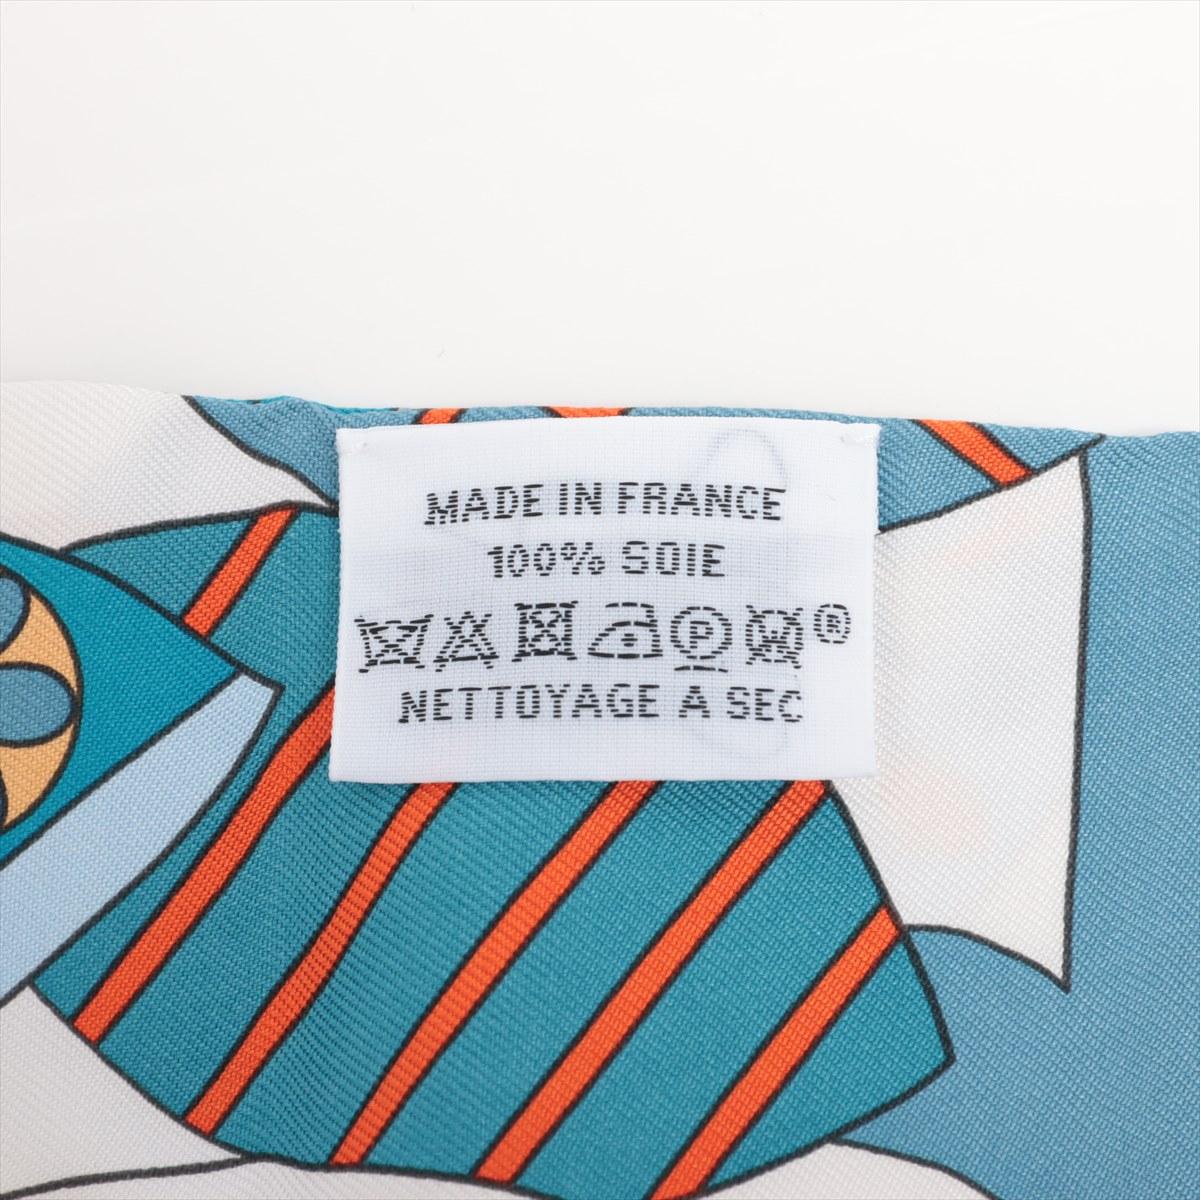 MADE IN FRANCE
100% SOIE
P ®
NETTOYAGE A SEC